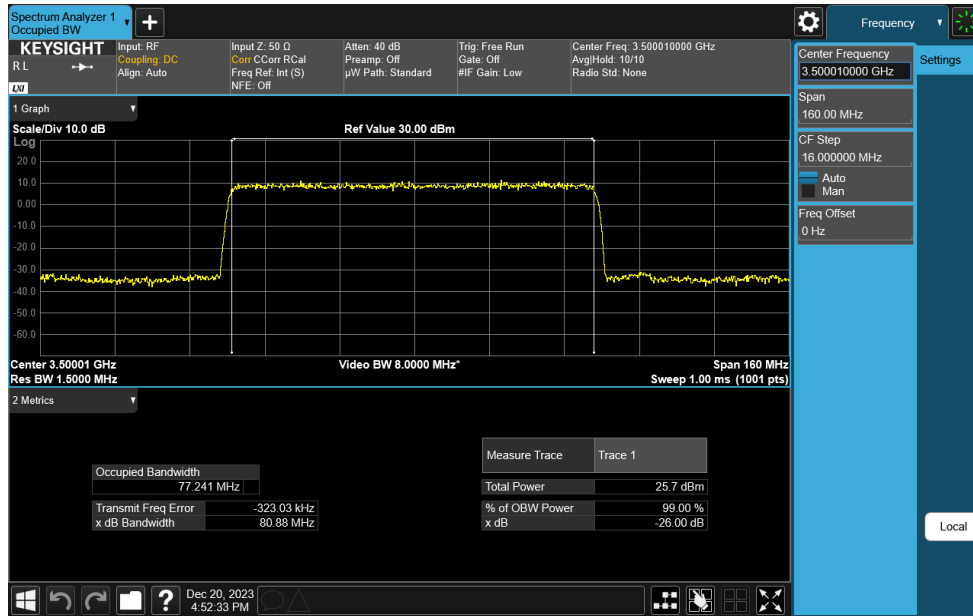 Spectrum Analyzer 1
Occupied BW
Frequency
KEYSIGHT
R L
LXI
Input: RF
Coupling: DC
Align: Auto
Input Z: 50 Ω
Corr CCorr RCal
Freq Ref: Int (S)
NFE: Off
Atten: 40 dB
Preamp: Off
µW Path: Standard
Trig: Free Run
Gate: Off
#IF Gain: Low
Center Freq: 3.500010000 GHz
Avg|Hold: 10/10
Radio Std: None
Center Frequency
3.500010000 GHz
Settings
Span
160.00 MHz
CF Step
16.000000 MHz
Auto
Man
Freq Offset
0 Hz
1 Graph
Scale/Div 10.0 dB
Ref Value 30.00 dBm
Log
20.0
10.0
0.00
-10.0
-20.0
-30.0
-40.0
-50.0
-60.0
Center 3.50001 GHz
Video BW 8.0000 MHz*
Span 160 MHz
Res BW 1.5000 MHz
Sweep 1.00 ms (1001 pts)
2 Metrics
Measure Trace
Trace 1
Occupied Bandwidth
77.241 MHz
Total Power
25.7 dBm
Transmit Freq Error
-323.03 kHz
% of OBW Power
99.00 %
x dB Bandwidth
80.88 MHz
x dB
-26.00 dB
Local
?
Dec 20, 2023
4:52:33 PM